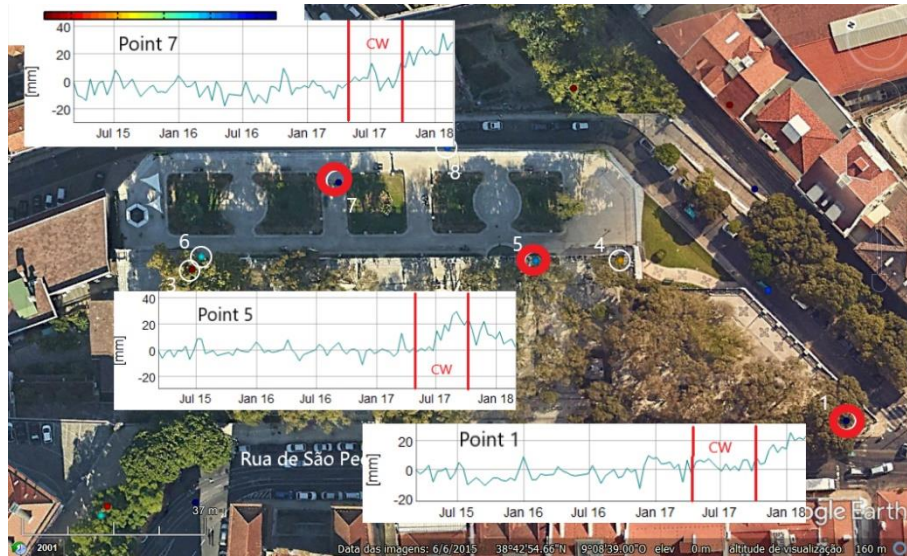 40
20
0
-20
[mm]
Point 7
CW
Jul 15
Jan 16
Jul 16
Jan 17
Jul 17
Jan 18
N
8
7
6
3
5
4
40
20
0
-20
[mm]
Point 5
CW
Jul 15
Jan 16
Jul 16
Jan 17
Jul 17
Jan 18
1
20
0
-20
[mm]
Point 1
CW
Jul 15
Jan 16
Jul 16
Jan 17
Jul 17
Jan 18
Rua de São Pe
37 m
gle Earth
2001
Data das imagens: 6/6/2015 38°42'54.66"N 9°08'39.00"O elev 0 m altitude de visualização 160 m